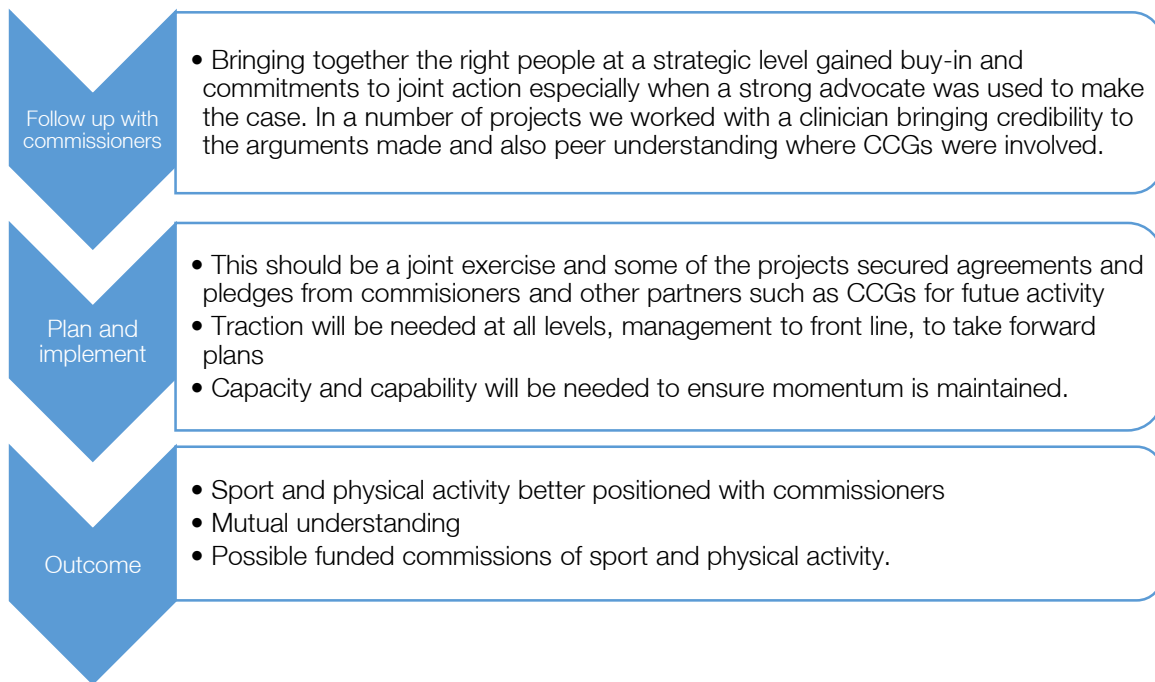 Follow up with
commissioners
• Bringing together the right people at a strategic level gained buy-in and
commitments to joint action especially when a strong advocate was used to make
the case. In a number of projects we worked with a clinician bringing credibility to
the arguments made and also peer understanding where CCGs were involved.
Plan and
implement
• This should be a joint exercise and some of the projects secured agreements and
pledges from commisioners and other partners such as CCGs for futue activity
• Traction will be needed at all levels, management to front line, to take forward
plans
• Capacity and capability will be needed to ensure momentum is maintained.
Outcome
• Sport and physical activity better positioned with commissioners
• Mutual understanding
• Possible funded commissions of sport and physical activity.